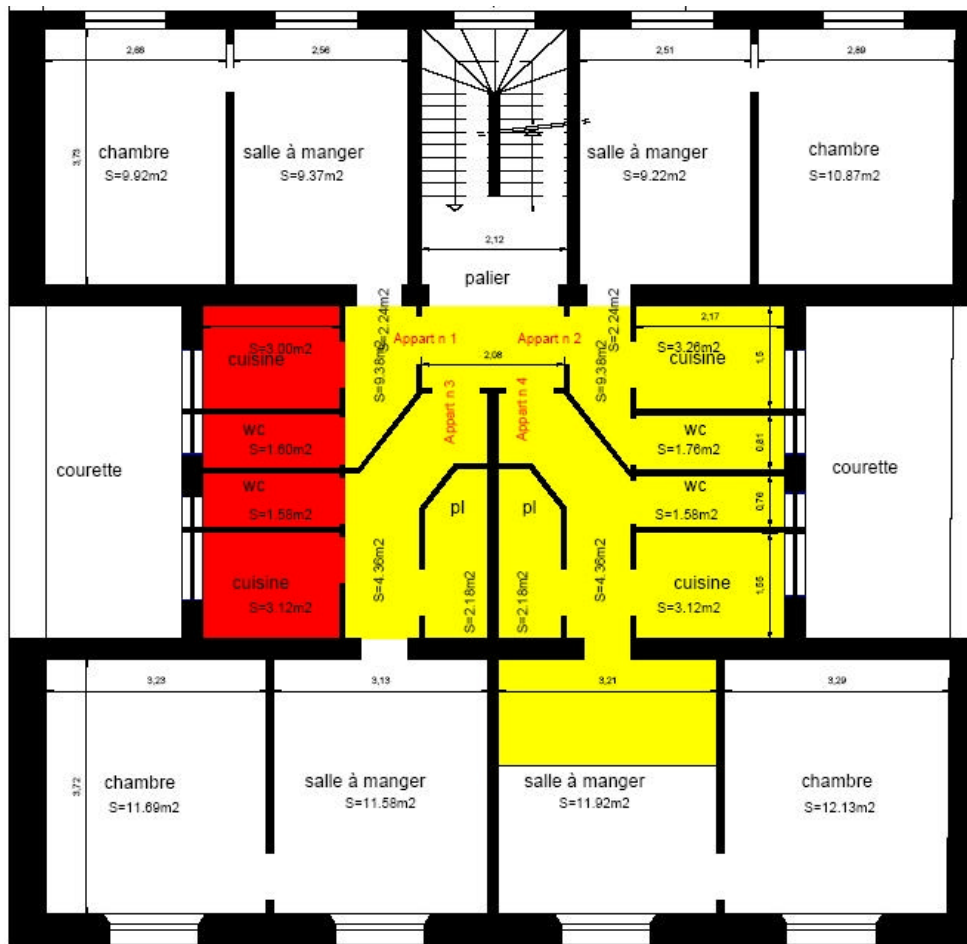 2,68
2,56
2,51
2,89
3,73
chambre
S=9.92m2
salle à manger
S=9.37m2
salle à manger
S=9.22m2
chambre
S=10.87m2
2,12
palier
S=2.24m2
S=2.24m2
Appart n 1
Appart n 2
S=3.00m2
cuisine
2,17
S=3.26m2
cuisine
1,5
S=9.38m2
2,08
S=9.38m2
Appart n 3
Appart n 4
wc
S=1.60m2
wc
S=1.76m2
0,81
courette
courette
wc
S=1.58m2
wc
S=1.58m2
0,76
pl
pl
S=4.36m2
S=4.36m2
cuisine
S=3.12m2
S=2.18m2
S=2.18m2
cuisine
S=3.12m2
1,55
3,23
3,13
3,21
3,29
3,72
chambre
S=11.69m2
salle à manger
S=11.58m2
salle à manger
S=11.92m2
chambre
S=12.13m2